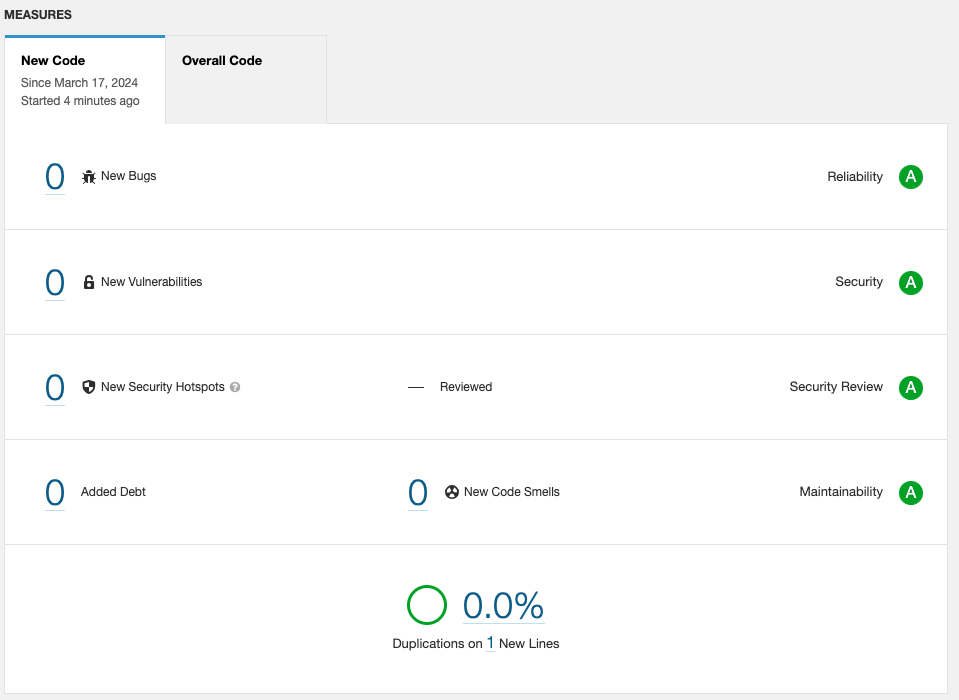 MEASURES
New Code
Since March 17, 2024
Started 4 minutes ago
Overall Code
0 New Bugs
Reliability A
0 New Vulnerabilities
Security A
0 New Security Hotspots ?
— Reviewed
Security Review A
0 Added Debt
0 New Code Smells
Maintainability A
0.0%
Duplications on 1 New Lines